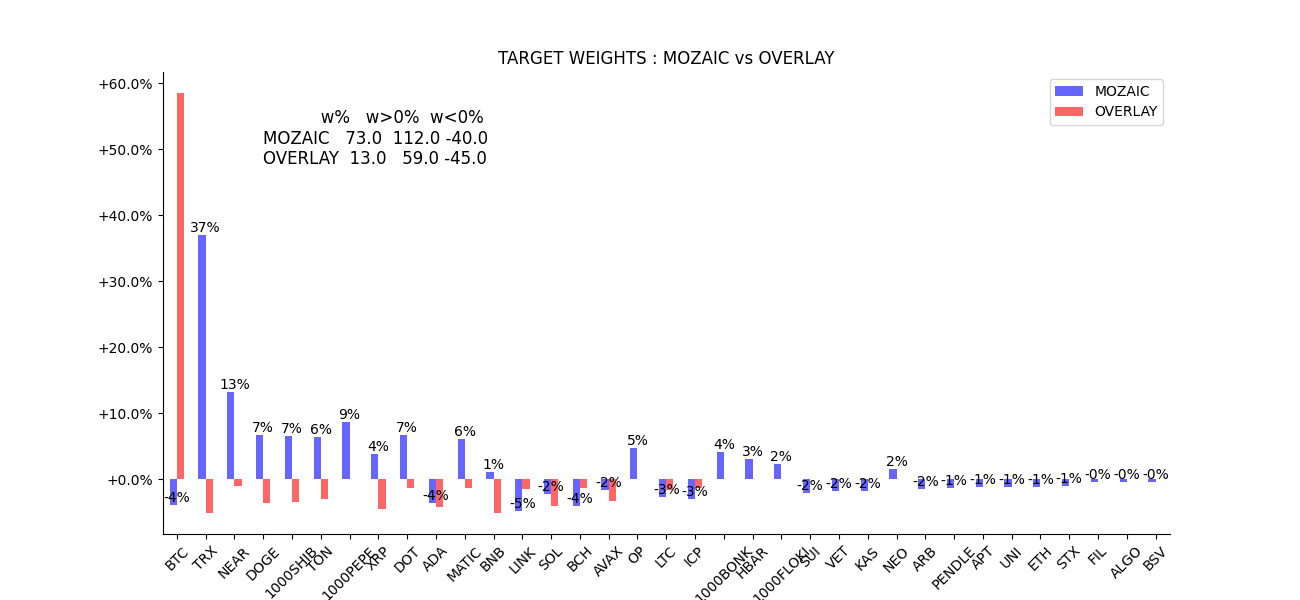 TARGET WEIGHTS : MOZAIC vs OVERLAY
MOZAIC
OVERLAY
w% w>0% w<0%
MOZAIC 73.0 112.0 -40.0
OVERLAY 13.0 59.0 -45.0
+60.0%
+50.0%
+40.0%
+30.0%
+20.0%
+10.0%
+0.0%
-4% 37% 13% 7% 7% 6% 9% 4% 7% -4% 6% 1% -5% -2% -4% -2% 5% -3% -3% 4% 3% 2% -2% -2% -2% 2% -2% -1% -1% -1% -1% -1% -0% -0% -0%
BTC TRX NEAR DOGE 1000SHIB TON 1000PEPE XRP DOT ADA MATIC BNB LINK SOL BCH AVAX OP LTC ICP 1000BONK HBAR 1000FLOKI SUI VET KAS NEO ARB PENDLE APT UNI ETH STX FIL ALGO BSV